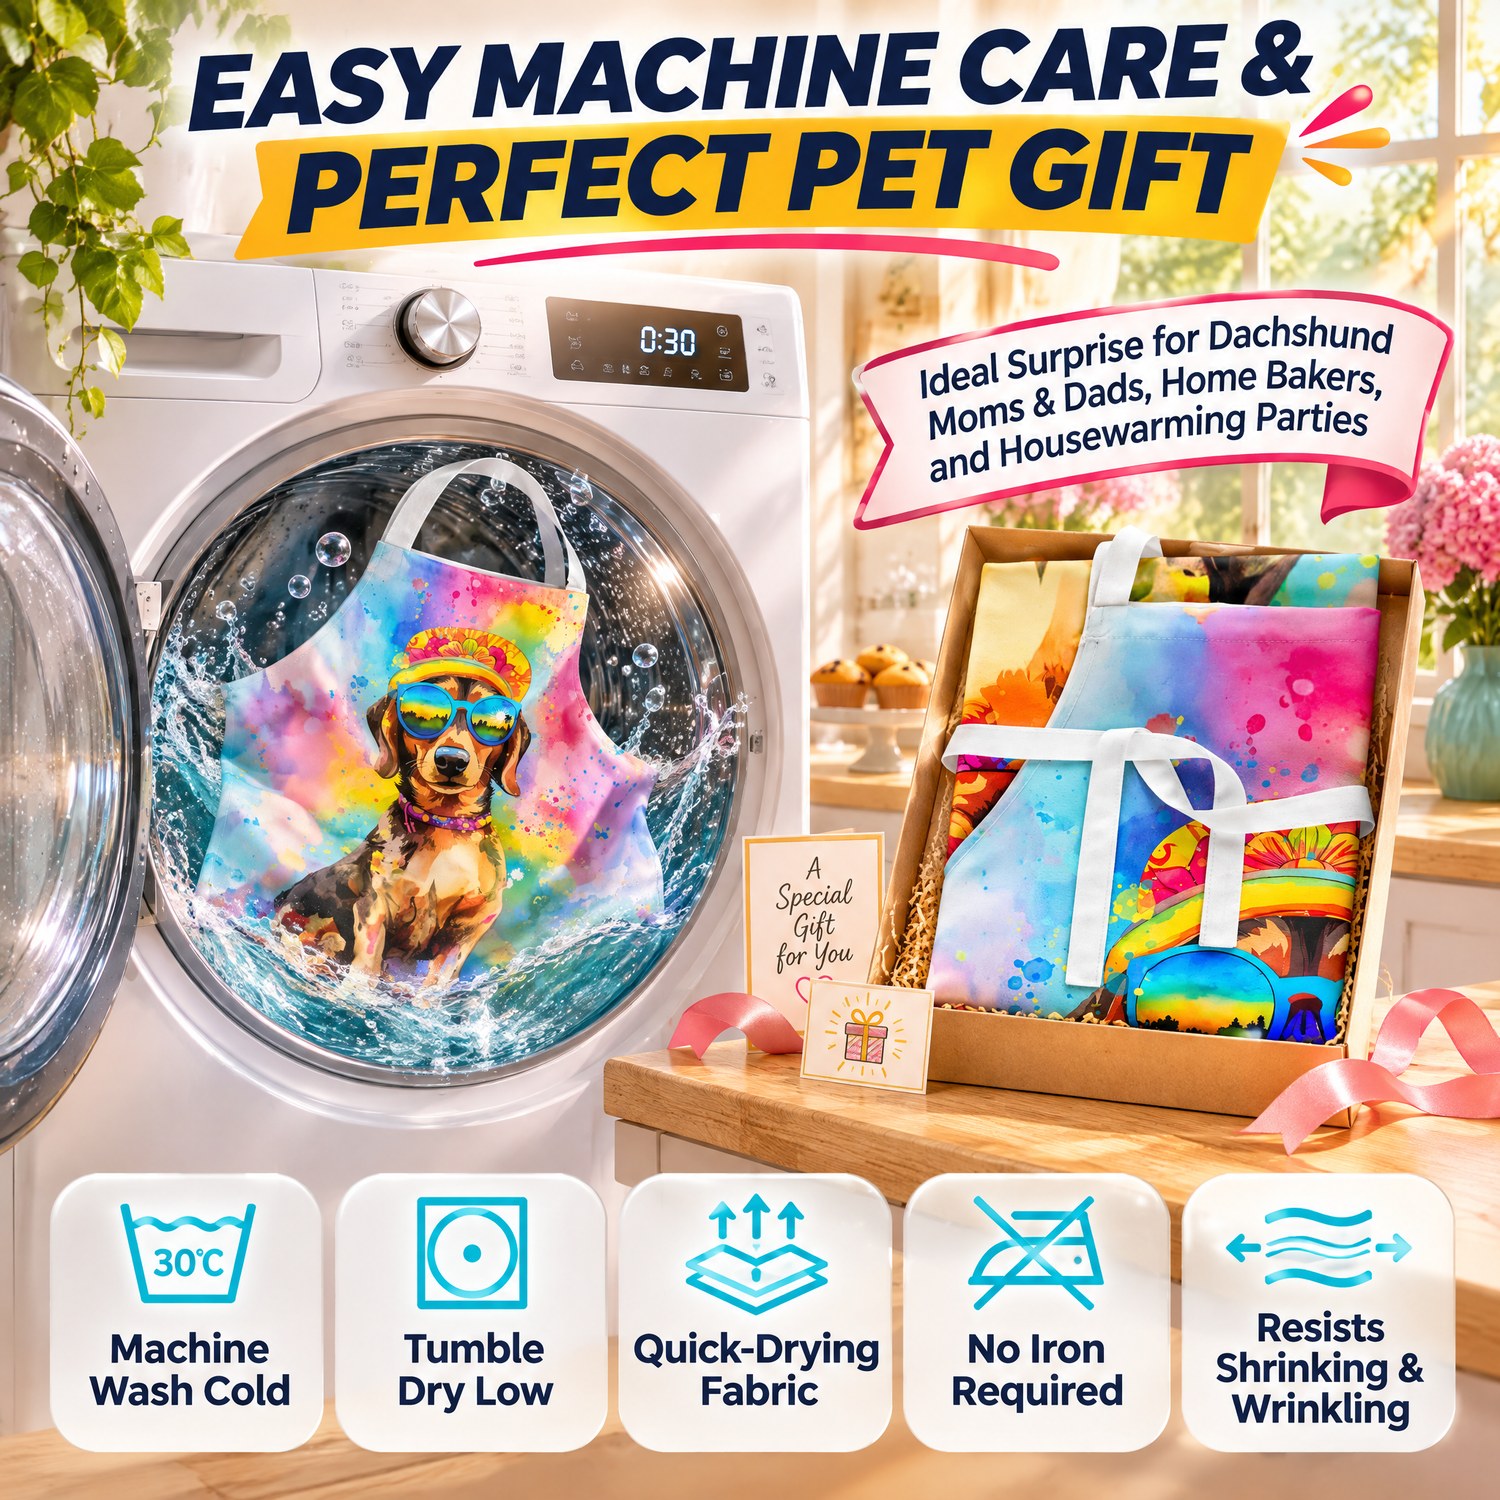 EASY MACHINE CARE &
PERFECT PET GIFT
0:30
Ideal Surprise for Dachshund
Moms & Dads, Home Bakers,
and Housewarming Parties
A
Special
Gift
for You
30°C
Machine
Wash Cold
Tumble
Dry Low
Quick-Drying
Fabric
No Iron
Required
Resists
Shrinking &
Wrinkling